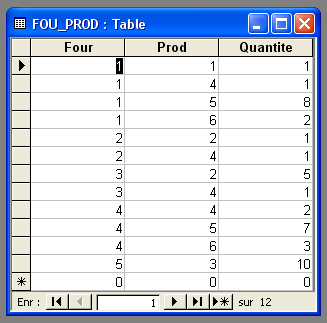 FOU_PROD : Table
Four Prod Quantite
1 1 1
1 4 1
1 5 8
1 6 2
2 2 1
2 4 1
3 2 5
3 4 1
4 4 2
4 5 7
4 6 3
5 3 10
0 0 0
Enr : 1 sur 12